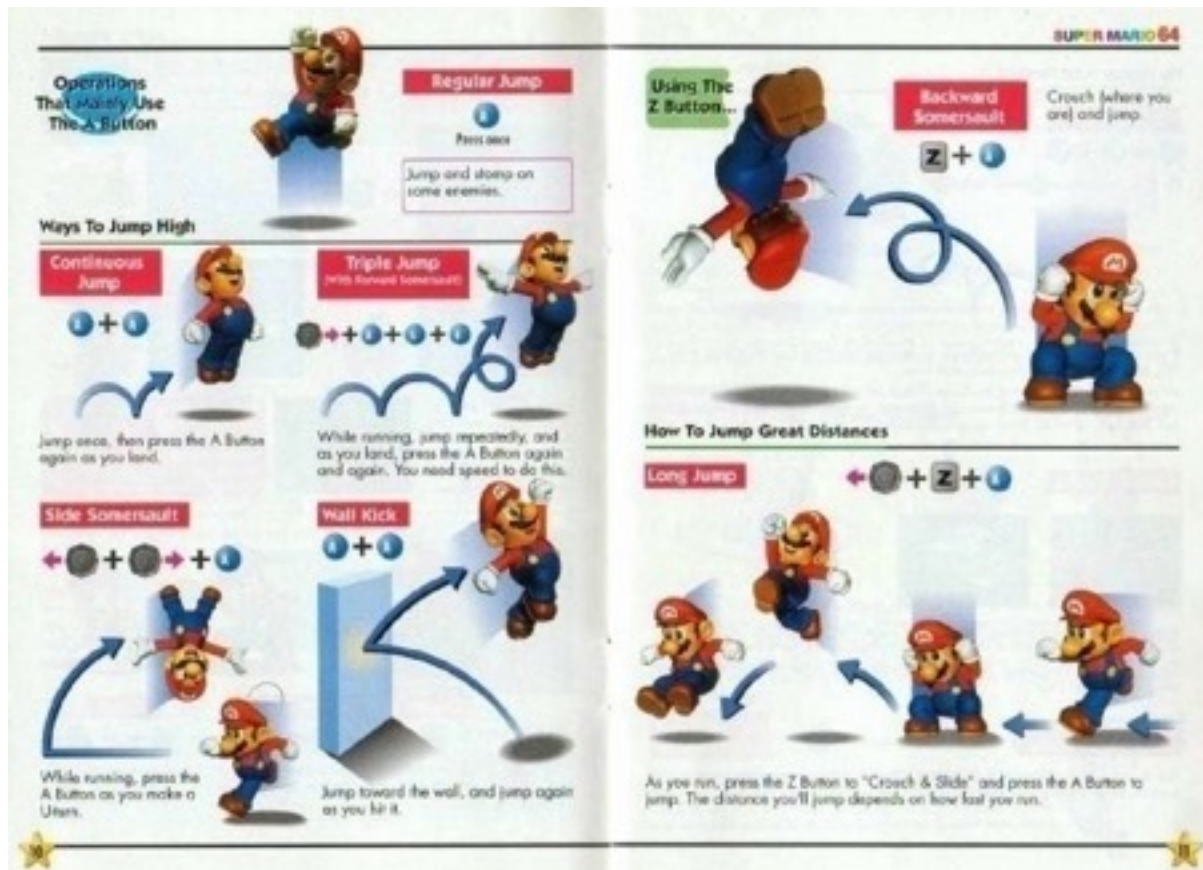 SUPER MARIO 64
Operations
That Mainly Use
The A Button
Regular Jump
Press once
Jump and stomp on
some enemies.
Ways To Jump High
Continuous
Jump
A + A
Jump once, then press the A Button
again as you land.
Triple Jump
(With Forward Somersault)
+ A + A + A
While running, jump repeatedly, and
as you land, press the A Button again
and again. You need speed to do this.
Side Somersault
+ + A
While running, press the
A Button as you make a
Uturn.
Wall Kick
A + A
Jump toward the wall, and jump again
as you hit it.
10
Using The
Z Button...
Backward
Somersault
Z + A
Crouch (where you
are) and jump.
How To Jump Great Distances
Long Jump
+ Z + A
As you run, press the Z Button to "Crouch & Slide" and press the A Button to
jump. The distance you'll jump depends on how fast you run.
11